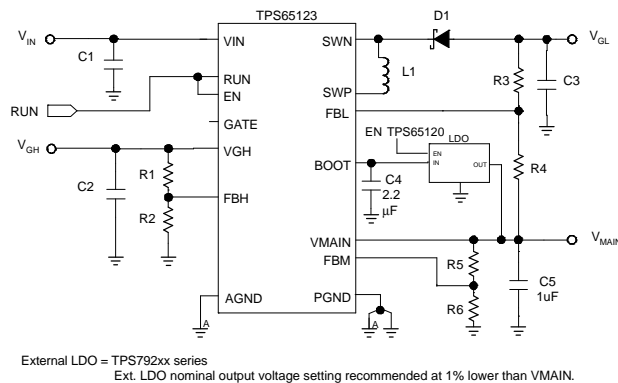 TPS65123
D1
VIN
VIN
SWN
VGL
C1
L1
R3
C3
RUN
EN
SWP
RUN
FBL
GATE
EN TPS65120
LDO
VGH
VGH
EN
IN
OUT
R4
R1
BOOT
C4
2.2
µF
C2
FBH
R2
VMAIN
VMAIN
FBM
R5
C5
1uF
AGND
PGND
R6
A
A
External LDO = TPS792xx series
Ext. LDO nominal output voltage setting recommended at 1% lower than VMAIN.